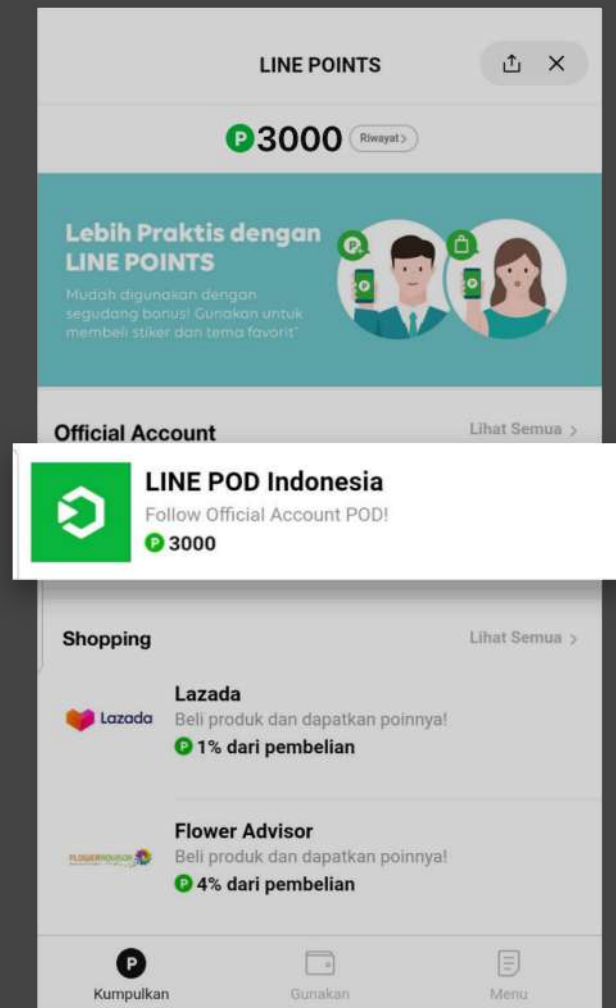 LINE POINTS
P 3000 Riwayat >
Lebih Praktis dengan
LINE POINTS
Mudah digunakan dengan
segudang bonus! Gunakan untuk
membeli stiker dan tema favorit"
Official Account
Lihat Semua >
LINE POD Indonesia
Follow Official Account POD!
P 3000
Shopping
Lihat Semua >
Lazada
Lazada
Beli produk dan dapatkan poinnya!
P 1% dari pembelian
Flower Advisor
FLOWERADVISOR
Beli produk dan dapatkan poinnya!
P 4% dari pembelian
P
Kumpulkan
Gunakan
Menu